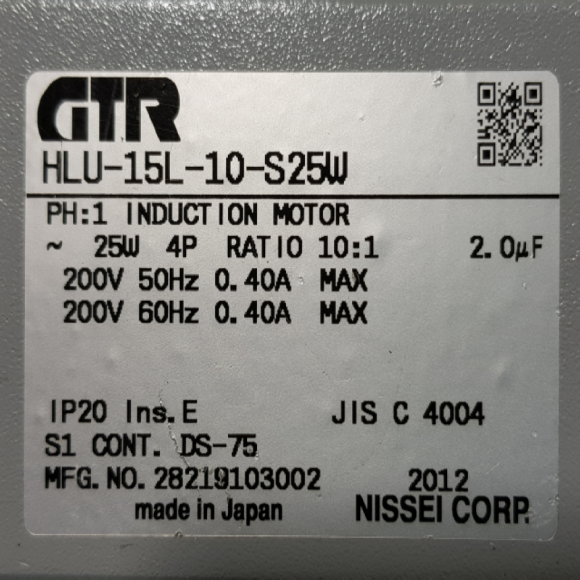 GTR
HLU-15L-10-S25W
PH:1 INDUCTION MOTOR
~ 25W 4P RATIO 10:1 2.0μF
200V 50Hz 0.40A MAX
200V 60Hz 0.40A MAX
IP20 Ins.E JIS C 4004
S1 CONT. DS-75
MFG.NO. 28219103002 2012
made in Japan NISSEI CORP.